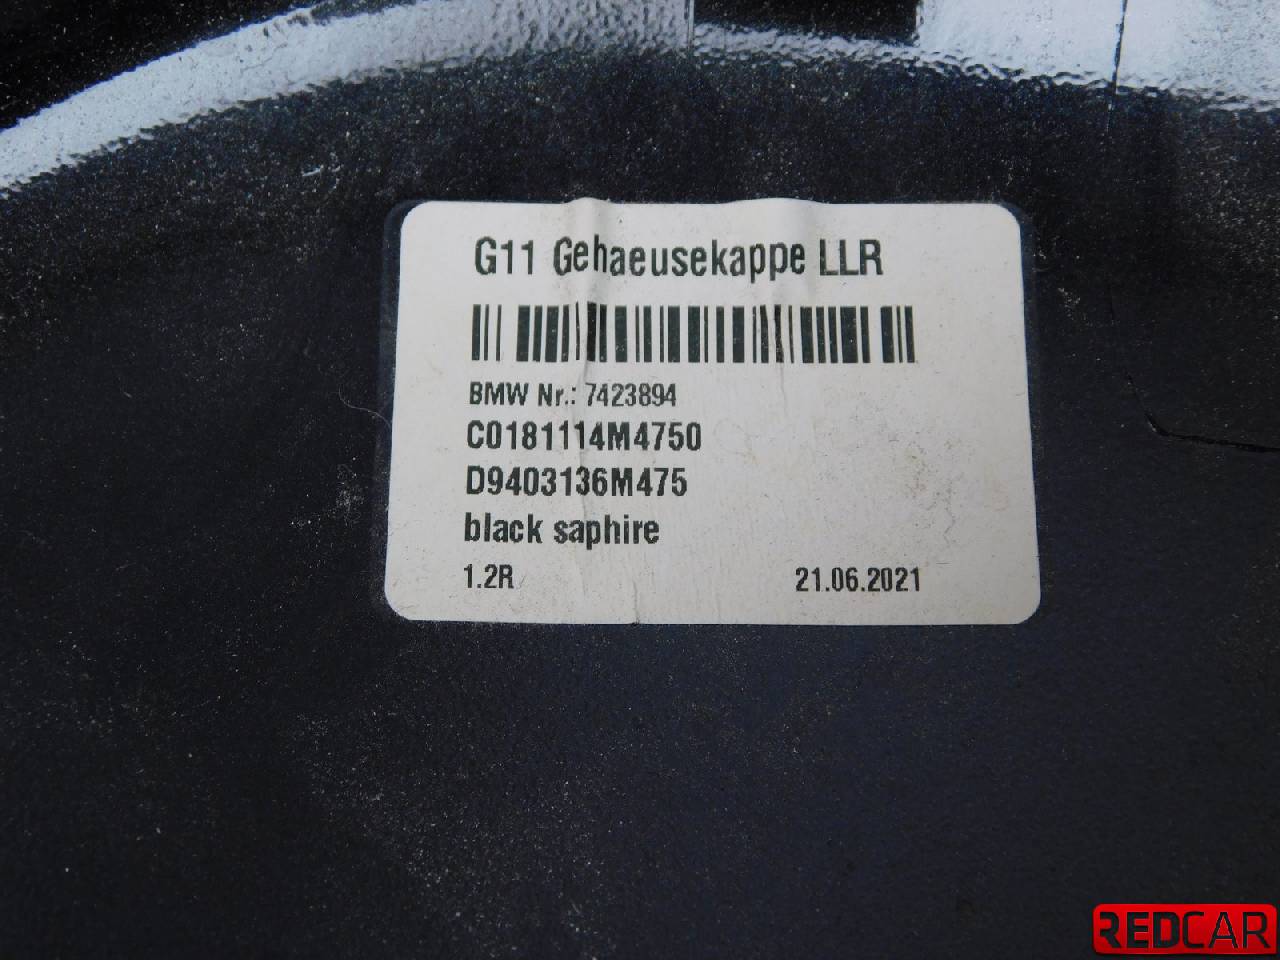 G11 Gehaeusekappe LLR
BMW Nr.: 7423894
C0181114M4750
D9403136M475
black saphire
1.2R 21.06.2021
REDCAR